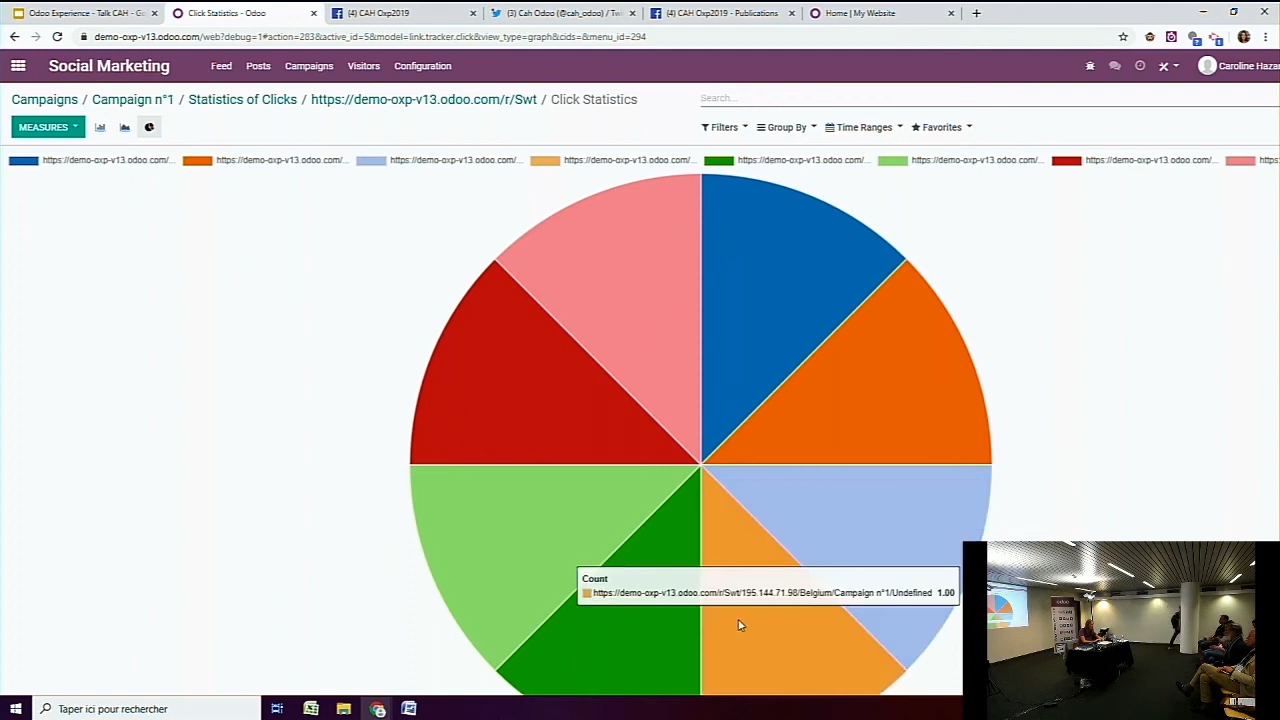 Odoo Experience - Talk CAH - Go
Click Statistics - Odoo
(4) CAH Oxp2019
(3) Cah Odoo (@cah_odoo) / Twi
(4) CAH Oxp2019 - Publications
Home | My Website
demo-oxp-v13.odoo.com/web?debug=1#action=283&active_id=5&model=link.tracker.click&view_type=graph&cids=&menu_id=294
Social Marketing
Feed
Posts
Campaigns
Visitors
Configuration
Caroline Hazar
Campaigns / Campaign n°1 / Statistics of Clicks / https://demo-oxp-v13.odoo.com/r/Swt / Click Statistics
Search...
MEASURES
Filters
Group By
Time Ranges
Favorites
https://demo-oxp-v13.odoo.com/...
https://demo-oxp-v13.odoo.com/...
https://demo-oxp-v13.odoo.com/...
https://demo-oxp-v13.odoo.com/...
https://demo-oxp-v13.odoo.com/...
https://demo-oxp-v13.odoo.com/...
https://demo-oxp-v13.odoo.com/...
https
Count
https://demo-oxp-v13.odoo.com/r/Swt/195.144.71.98/Belgium/Campaign n°1/Undefined 1.00
odoo
Taper ici pour rechercher